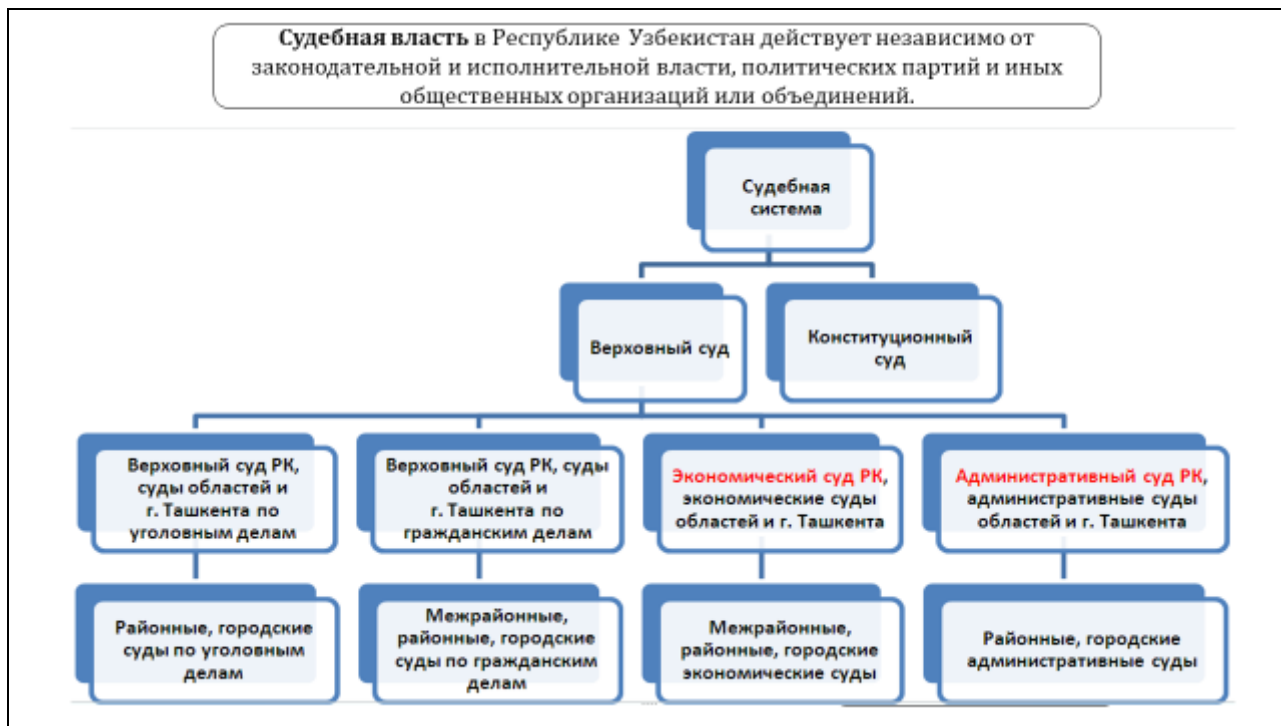 Судебная власть в Республике Узбекистан действует независимо от
законодательной и исполнительной власти, политических партий и иных
общественных организаций или объединений.
Судебная
система
Верховный суд
Конституционный
суд
Верховный суд РК,
суды областей и
г. Ташкента по
уголовным делам
Верховный суд РК, суды
областей и
г. Ташкента по
гражданским делам
Экономический суд РК,
экономические суды
областей и г. Ташкента
Административный суд РК,
административные суды
областей и г. Ташкента
Районные, городские
суды по уголовным
делам
Межрайонные,
районные, городские
суды по гражданским
делам
Межрайонные,
районные, городские
экономические суды
Районные, городские
административные суды